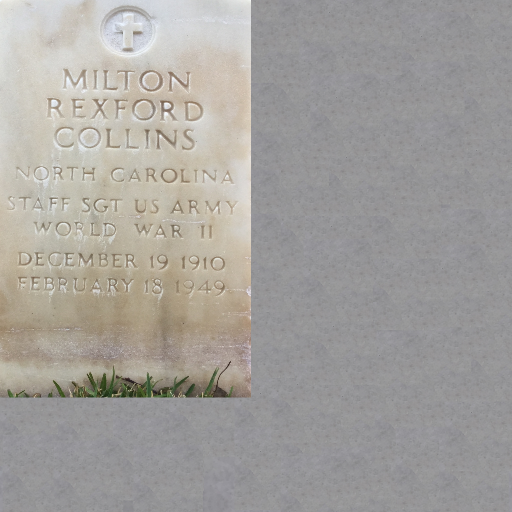 MILTON
REXFORD
COLLINS
NORTH CAROLINA
STAFF SGT US ARMY
WORLD WAR II
DECEMBER 19 1910
FEBRUARY 18 1949